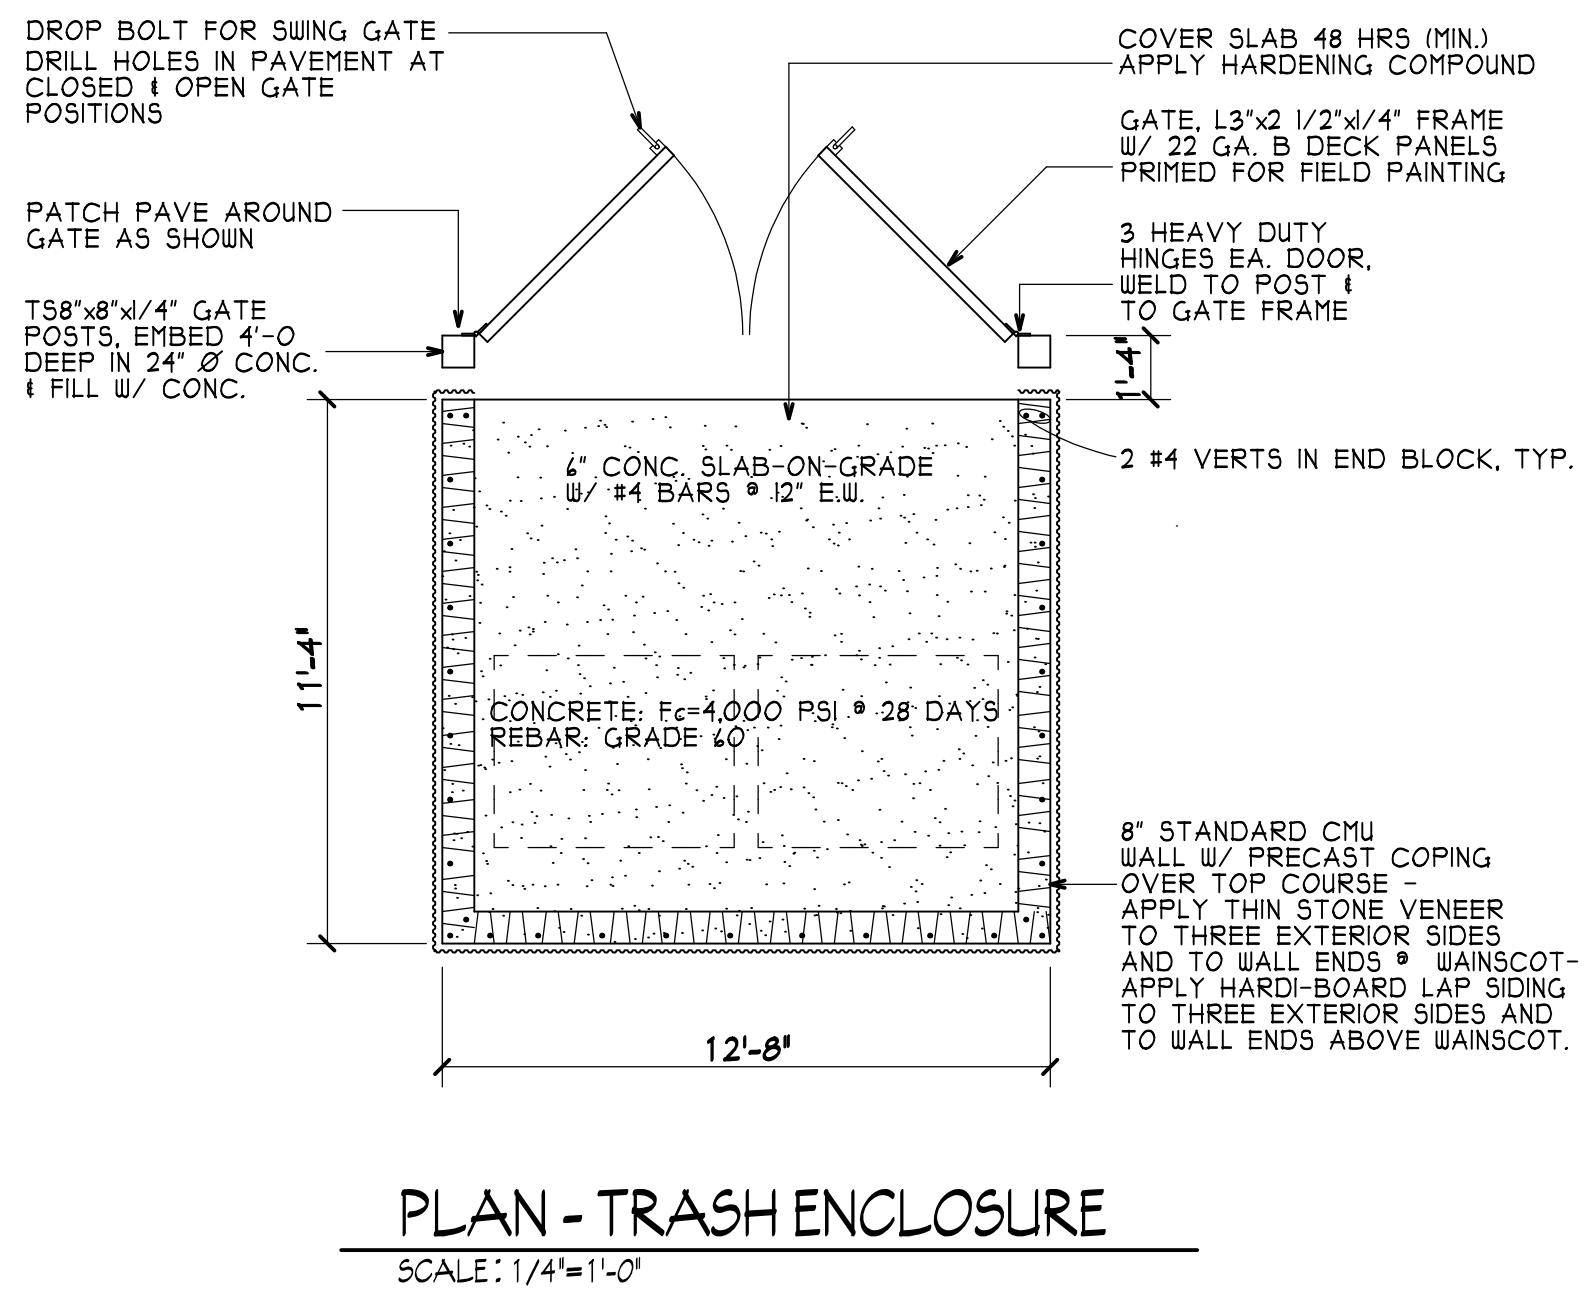 DROP BOLT FOR SWING GATE
DRILL HOLES IN PAVEMENT AT
CLOSED & OPEN GATE
POSITIONS
PATCH PAVE AROUND
GATE AS SHOWN
TS8"x8"x1/4" GATE
POSTS, EMBED 4'-0
DEEP IN 24" Ø CONC.
& FILL W/ CONC.
COVER SLAB 48 HRS (MIN.)
APPLY HARDENING COMPOUND
GATE, L3"x2 1/2"x1/4" FRAME
W/ 22 GA. B DECK PANELS
PRIMED FOR FIELD PAINTING
3 HEAVY DUTY
HINGES EA. DOOR,
WELD TO POST &
TO GATE FRAME
1'-4"
2 #4 VERTS IN END BLOCK, TYP.
6" CONC. SLAB-ON-GRADE
W/ #4 BARS @ 12" E.W.
11'-4"
CONCRETE: Fc=4,000 PSI @ 28 DAYS
REBAR: GRADE 60
8" STANDARD CMU
WALL W/ PRECAST COPING
OVER TOP COURSE -
APPLY THIN STONE VENEER
TO THREE EXTERIOR SIDES
AND TO WALL ENDS @ WAINSCOT-
APPLY HARDI-BOARD LAP SIDING
TO THREE EXTERIOR SIDES AND
TO WALL ENDS ABOVE WAINSCOT.
12'-8"
PLAN - TRASH ENCLOSURE
SCALE: 1/4"=1'-0"